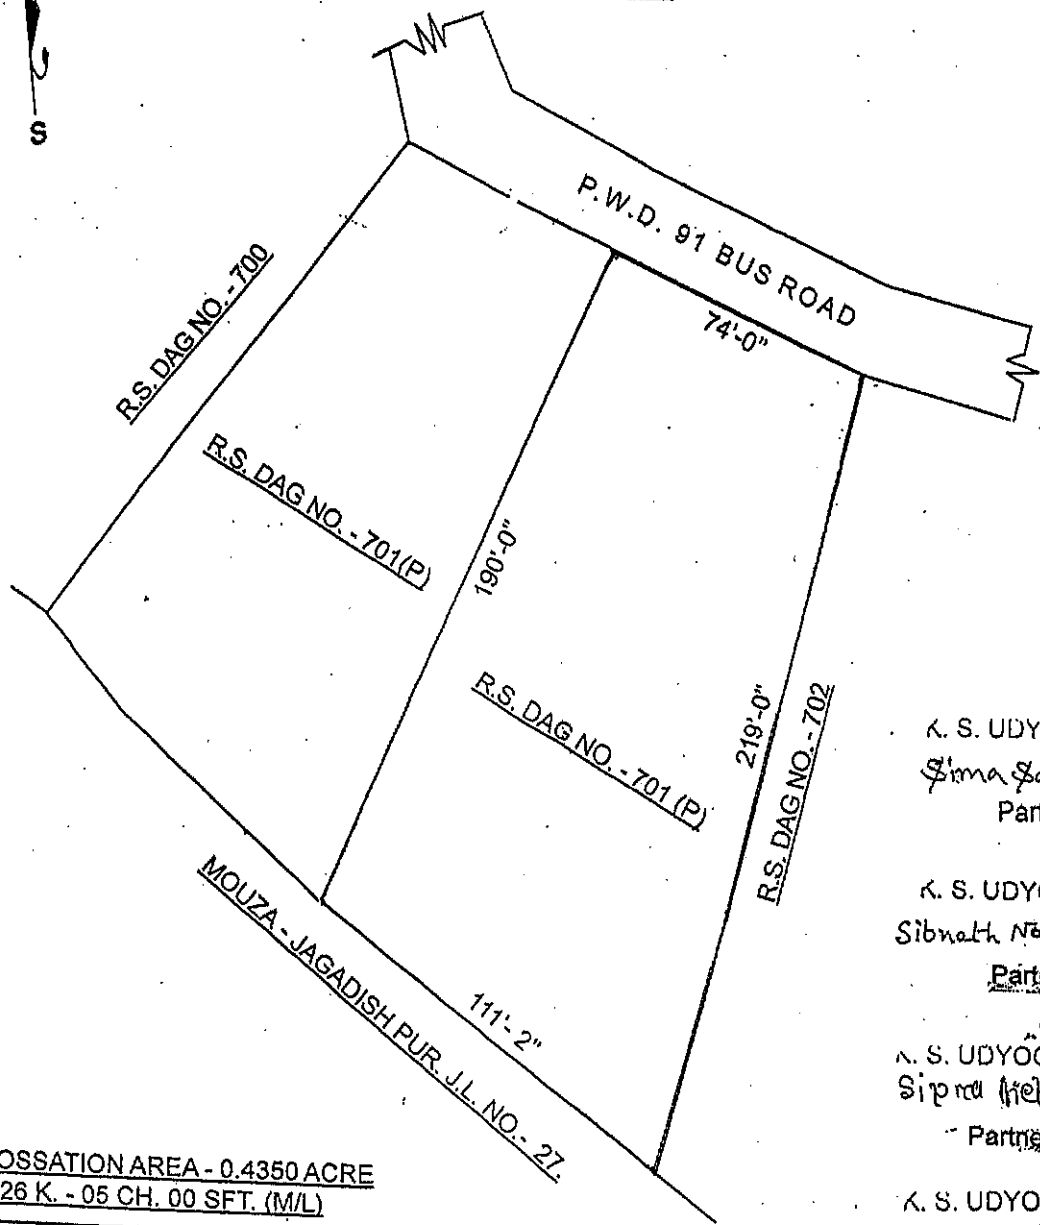 S
P.W.D. 91 BUS ROAD
74'-0"
R.S. DAG NO. - 700
R.S. DAG NO. - 701(P)
190'-0"
R.S. DAG NO. - 701 (P)
219'-0"
R.S. DAG NO. - 702
K. S. UDY
Sima
Part
K. S. UDYO
Sibnath
Part
MOUZA - JAGADISH PUR. J.L. NO.- 27.
111'- 2"
K. S. UDYOG
Sipra
Partne
OSSATION AREA - 0.4350 ACRE
26 K. - 05 CH. 00 SFT. (M/L)
K. S. UDYO